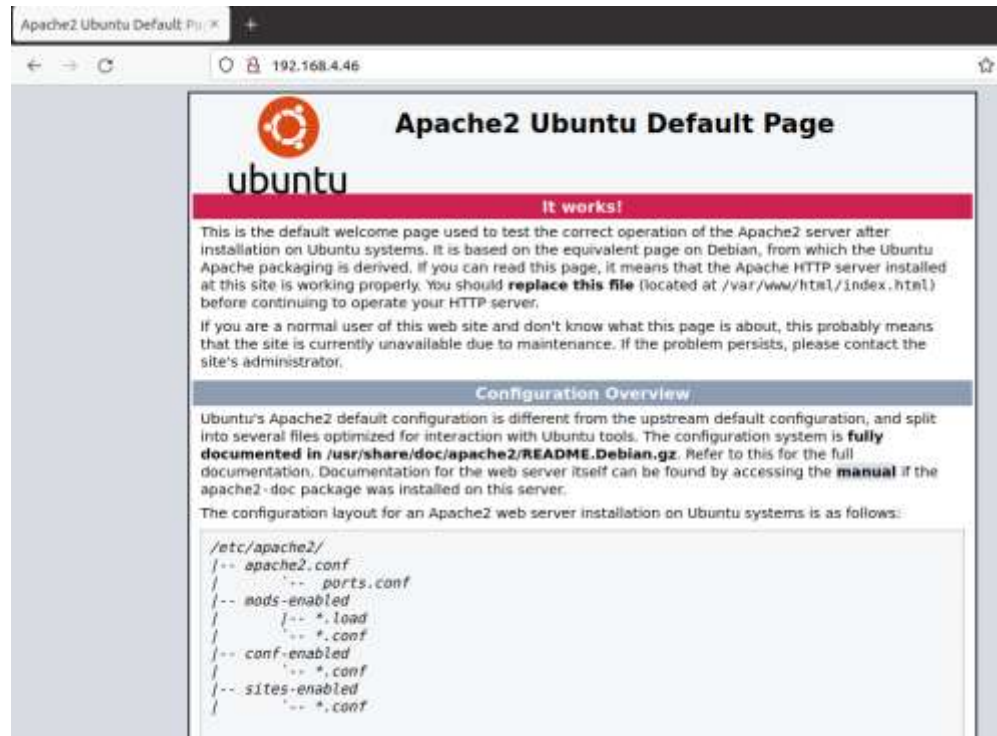 Apache2 Ubuntu Default Pa
192.168.4.46
ubuntu
Apache2 Ubuntu Default Page
It works!
This is the default welcome page used to test the correct operation of the Apache2 server after
installation on Ubuntu systems. It is based on the equivalent page on Debian, from which the Ubuntu
Apache packaging is derived. If you can read this page, it means that the Apache HTTP server installed
at this site is working properly. You should replace this file (located at /var/www/html/index.html)
before continuing to operate your HTTP server.
If you are a normal user of this web site and don't know what this page is about, this probably means
that the site is currently unavailable due to maintenance. If the problem persists, please contact the
site's administrator.
Configuration Overview
Ubuntu's Apache2 default configuration is different from the upstream default configuration, and split
into several files optimized for interaction with Ubuntu tools. The configuration system is fully
documented in /usr/share/doc/apache2/README.Debian.gz. Refer to this for the full
documentation. Documentation for the web server itself can be found by accessing the manual if the
apache2-doc package was installed on this server.
The configuration layout for an Apache2 web server installation on Ubuntu systems is as follows:
/etc/apache2/
|-- apache2.conf
|       `-- ports.conf
|-- mods-enabled
|       |-- *.load
|       `-- *.conf
|-- conf-enabled
|       `-- *.conf
|-- sites-enabled
|       `-- *.conf